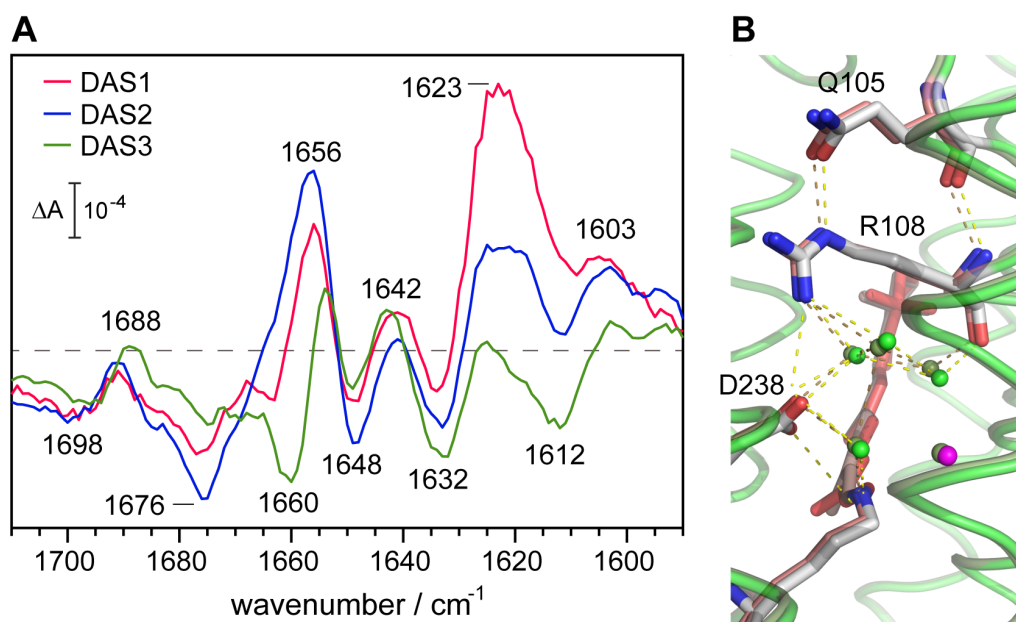 A
B
DAS1
DAS2
DAS3
ΔA 10⁻⁴
1623
1656
1603
1688
1642
1698
1676
1660
1648
1632
1612
1700 1680 1660 1640 1620 1600
wavenumber / cm⁻¹
Q105
R108
D238